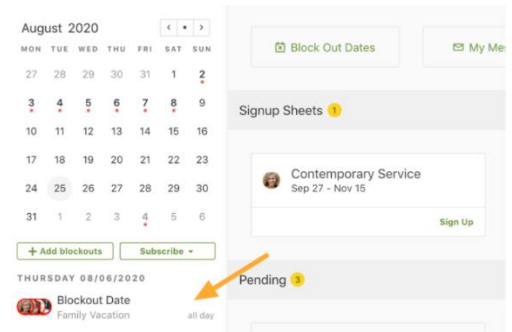 August 2020
MON TUE WED THU FRI SAT SUN
27 28 29 30 31 1 2
3 4 5 6 7 8 9
10 11 12 13 14 15 16
17 18 19 20 21 22 23
24 25 26 27 28 29 30
31 1 2 3 4 5 6
+ Add blockouts Subscribe
THURSDAY 08/06/2020
Blockout Date
Family Vacation all day
Block Out Dates My
Signup Sheets 1
Contemporary Service
Sep 27 - Nov 15
Sign Up
Pending 3